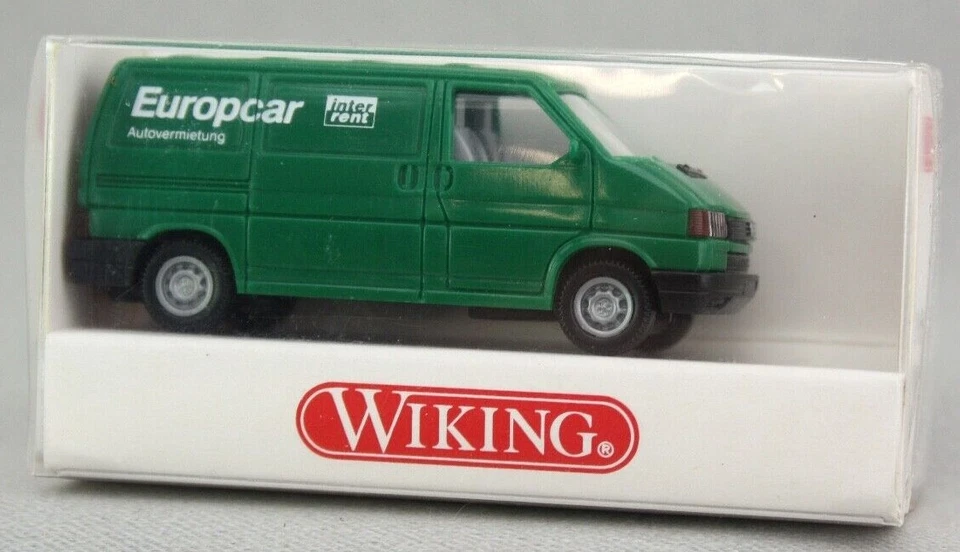 Europcar
Autovermietung
inter
rent
WIKING®